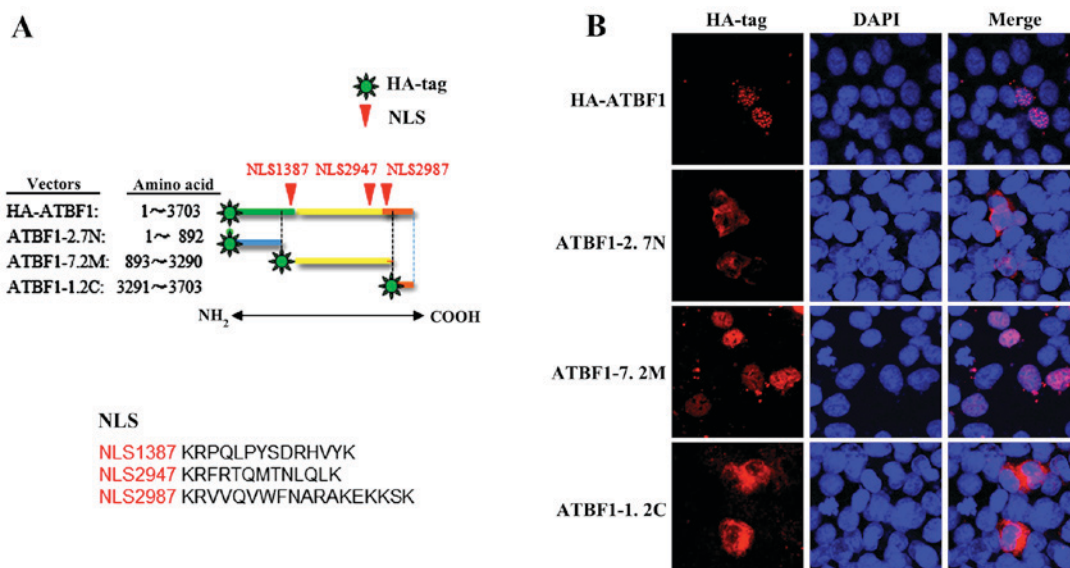 A
HA-tag
NLS
NLS1387 NLS2947 NLS2987
Vectors Amino acid
HA-ATBF1: 1～3703
ATBF1-2.7N: 1～ 892
ATBF1-7.2M: 893～3290
ATBF1-1.2C: 3291～3703
NH2 COOH
NLS
NLS1387 KRPQLPYSDRHVYK
NLS2947 KRFRTQMTNLQLK
NLS2987 KRVVQVWFNARAKEKKSK
B
HA-tag DAPI Merge
HA-ATBF1
ATBF1-2. 7N
ATBF1-7. 2M
ATBF1-1. 2C